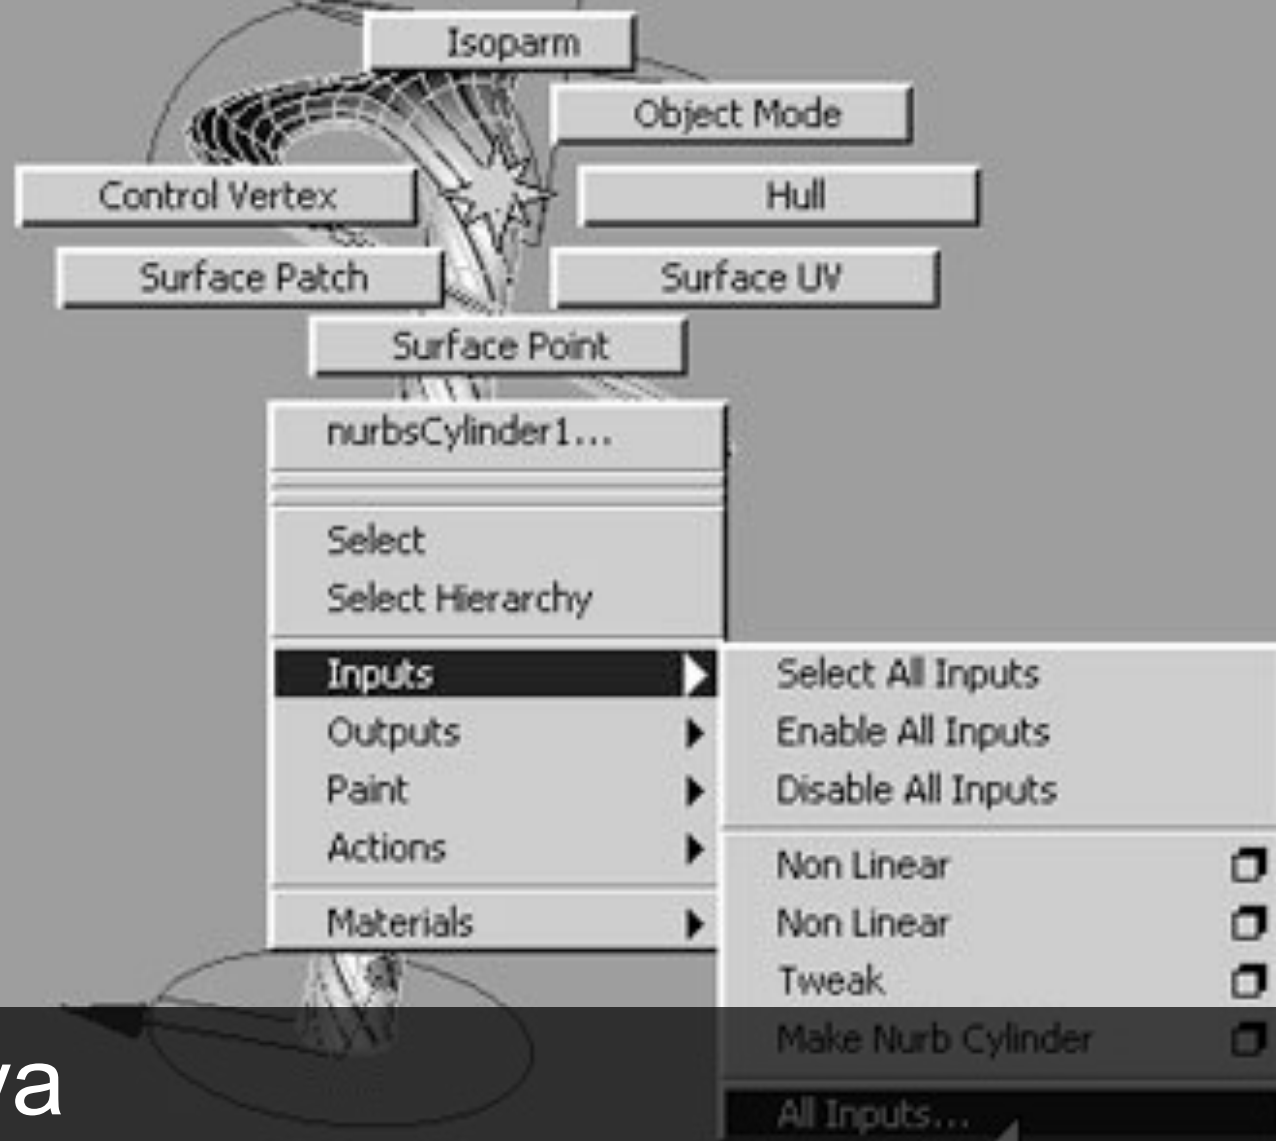 Isoparm
Object Mode
Control Vertex
Hull
Surface Patch
Surface UV
Surface Point
nurbsCylinder1...
Select
Select Hierarchy
Inputs
Outputs
Paint
Actions
Materials
Select All Inputs
Enable All Inputs
Disable All Inputs
Non Linear
Non Linear
Tweak
Make Nurb Cylinder
All Inputs...